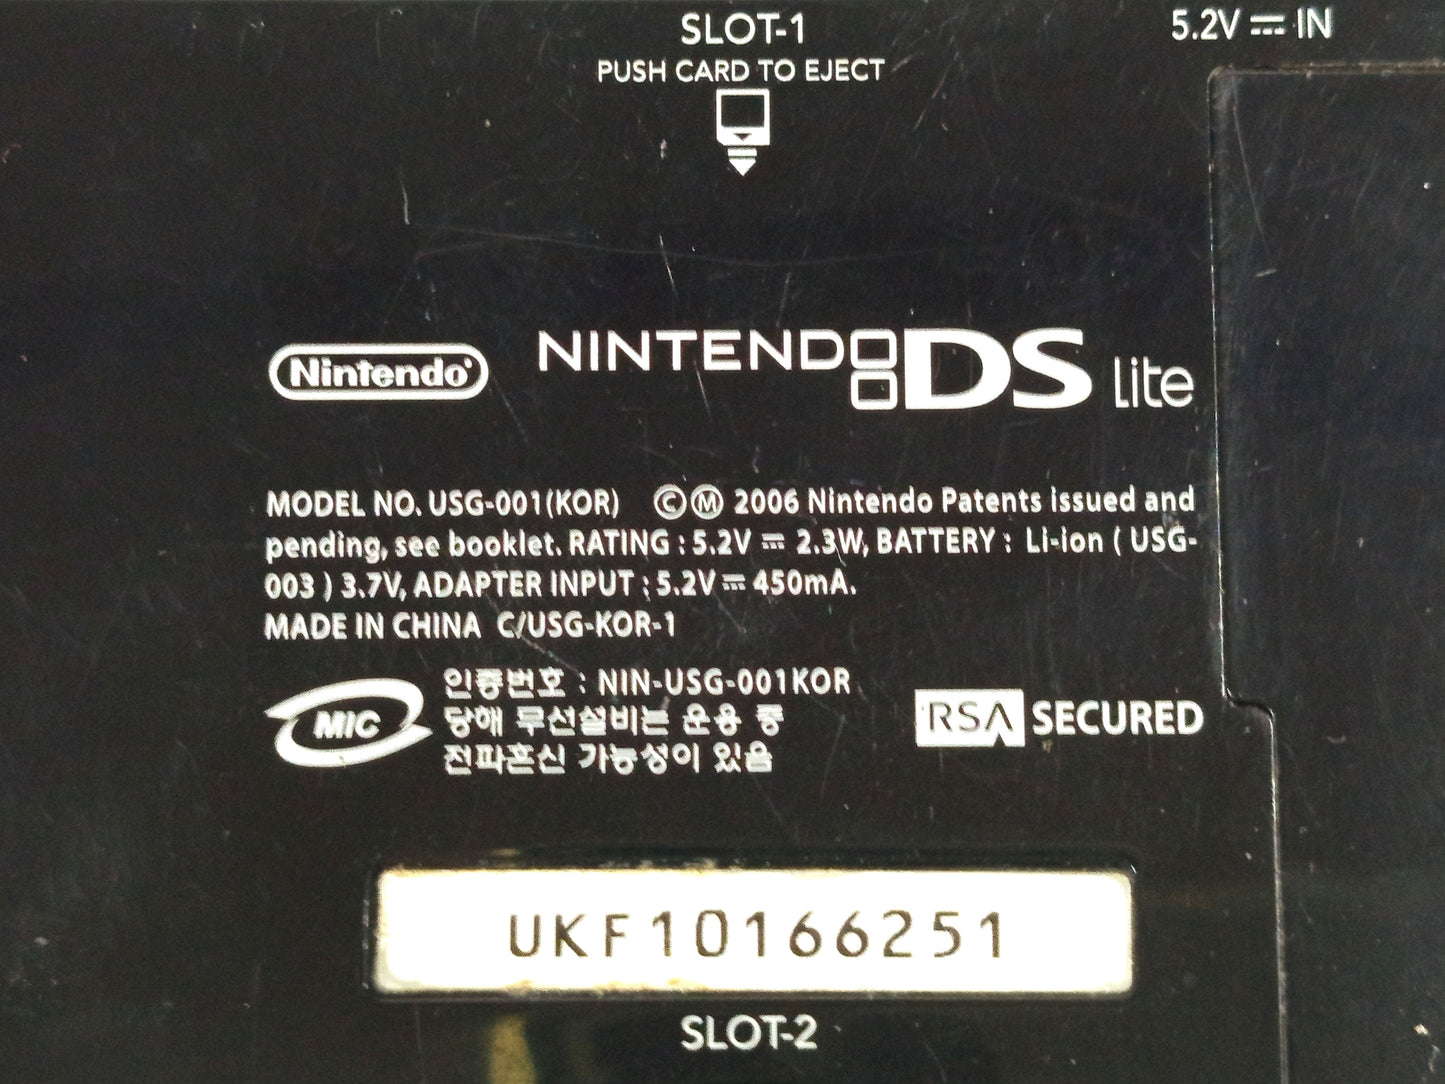 SLOT-1
5.2V ⎓ IN
PUSH CARD TO EJECT
Nintendo®
NINTENDO DS Lite
MODEL NO. USG-001(KOR) ©Ⓜ 2006 Nintendo Patents issued and
pending, see booklet. RATING : 5.2V ⎓ 2.3W, BATTERY : Li-ion ( USG-
003 ) 3.7V, ADAPTER INPUT : 5.2V ⎓ 450mA.
MADE IN CHINA C/USG-KOR-1
MIC
인증번호 : NIN-USG-001KOR
당해 무선설비는 운용 중
전파혼신 가능성이 있음
RSA SECURED
UKF10166251
SLOT-2